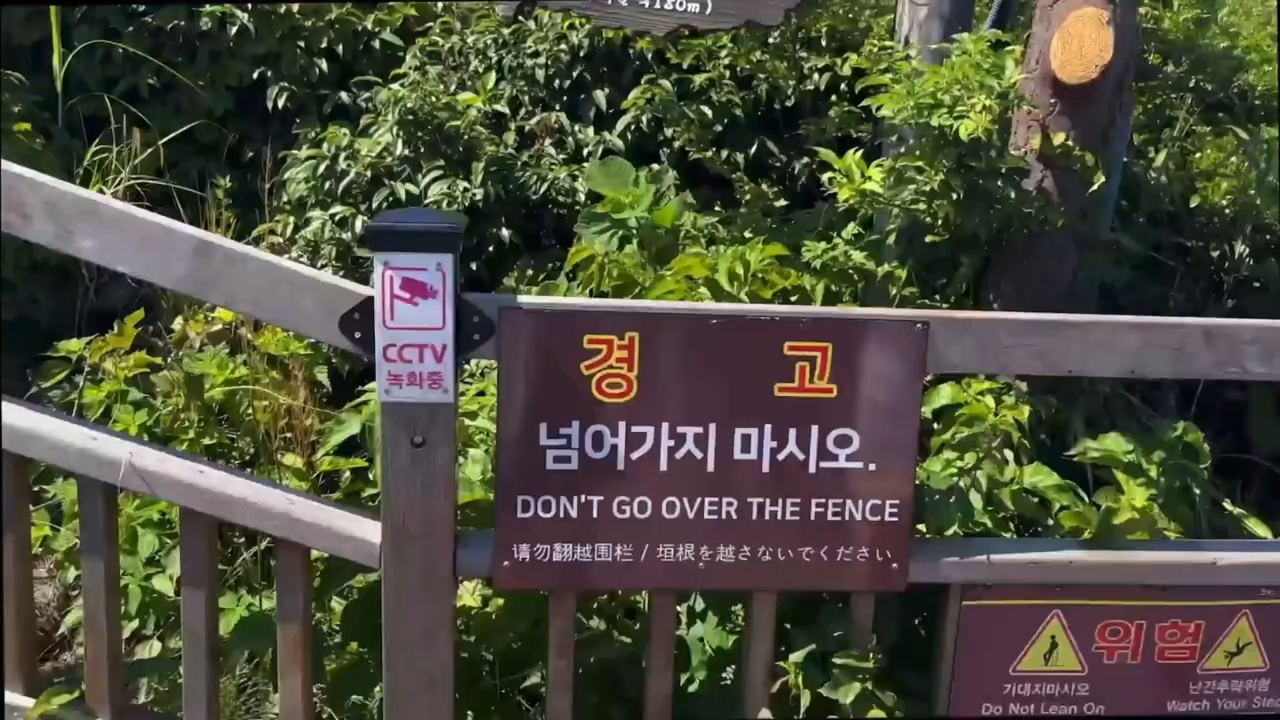 180m)
CCTV
녹화중
경 고
넘어가지 마시오.
DON'T GO OVER THE FENCE
请勿翻越围栏 / 垣根を越さないでください
위험
기대지마시오
Do Not Lean On
난간추락위험
Watch Your Step